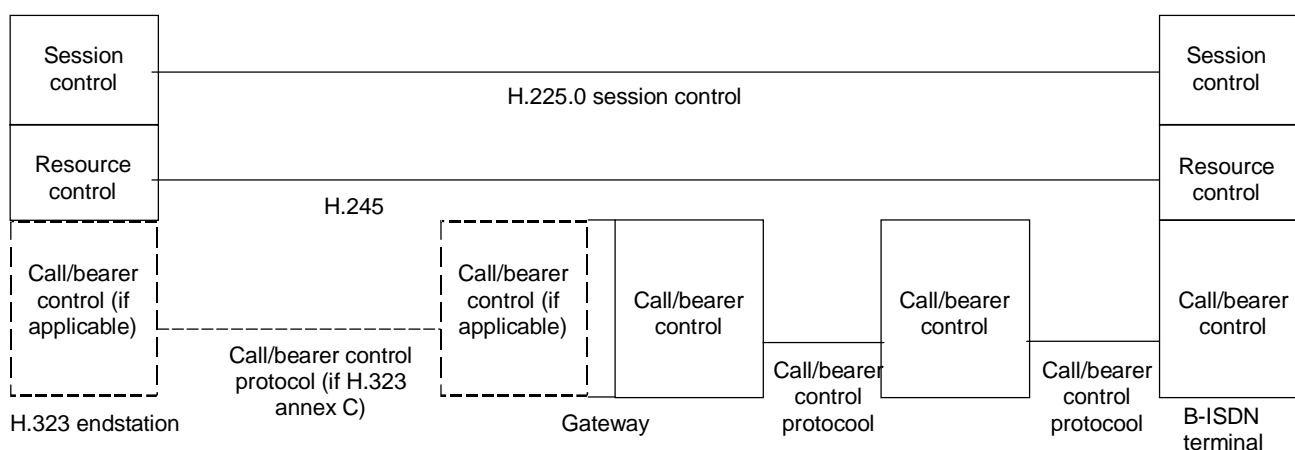 Session
control
Session
control
H.225.0 session control
Resource
control
Resource
control
H.245
Call/bearer
control (if
applicable)
Call/bearer
control (if
applicable)
Call/bearer
control
Call/bearer
control
Call/bearer
control
Call/bearer control
protocol (if H.323
annex C)
Call/bearer
control
protocool
Call/bearer
control
protocool
H.323 endstation
Gateway
B-ISDN
terminal